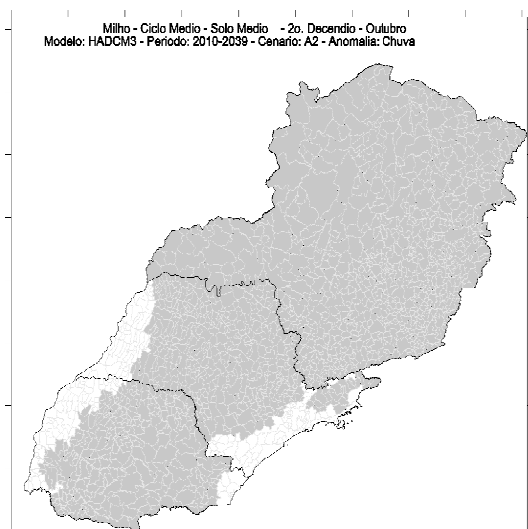 Milho - Ciclo Medio - Solo Medio - 2o. Decendio - Outubro
Modelo: HADCM3 - Periodo: 2010-2039 - Cenario: A2 - Anomalia: Chuva